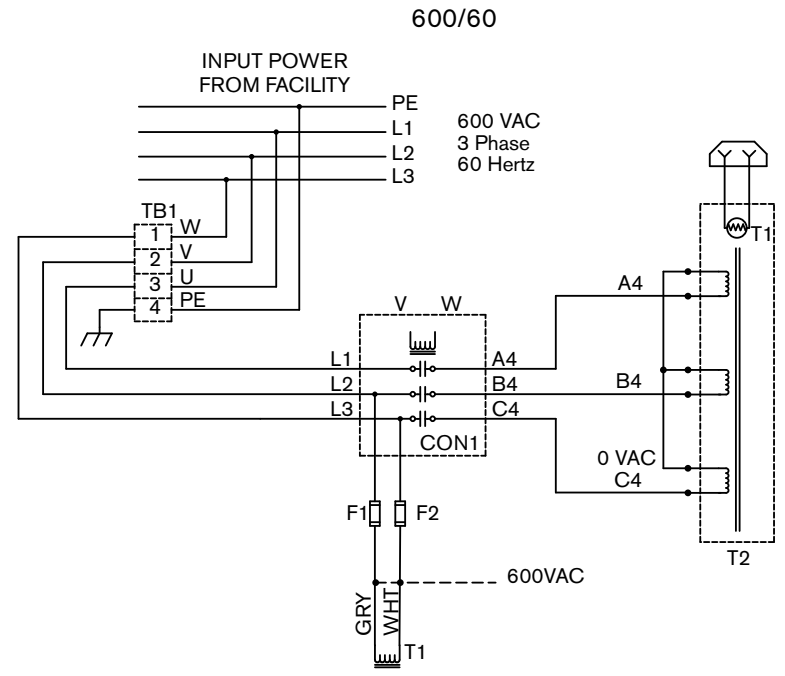 600/60
INPUT POWER
FROM FACILITY
PE
L1
L2
L3
600 VAC
3 Phase
60 Hertz
TB1
1 W
2 V
3 U
4 PE
T1
A4
V W
L1 A4
L2 B4
L3 C4
CON1
B4
0 VAC
C4
F1 F2
T2
600VAC
GRY
WHT
T1